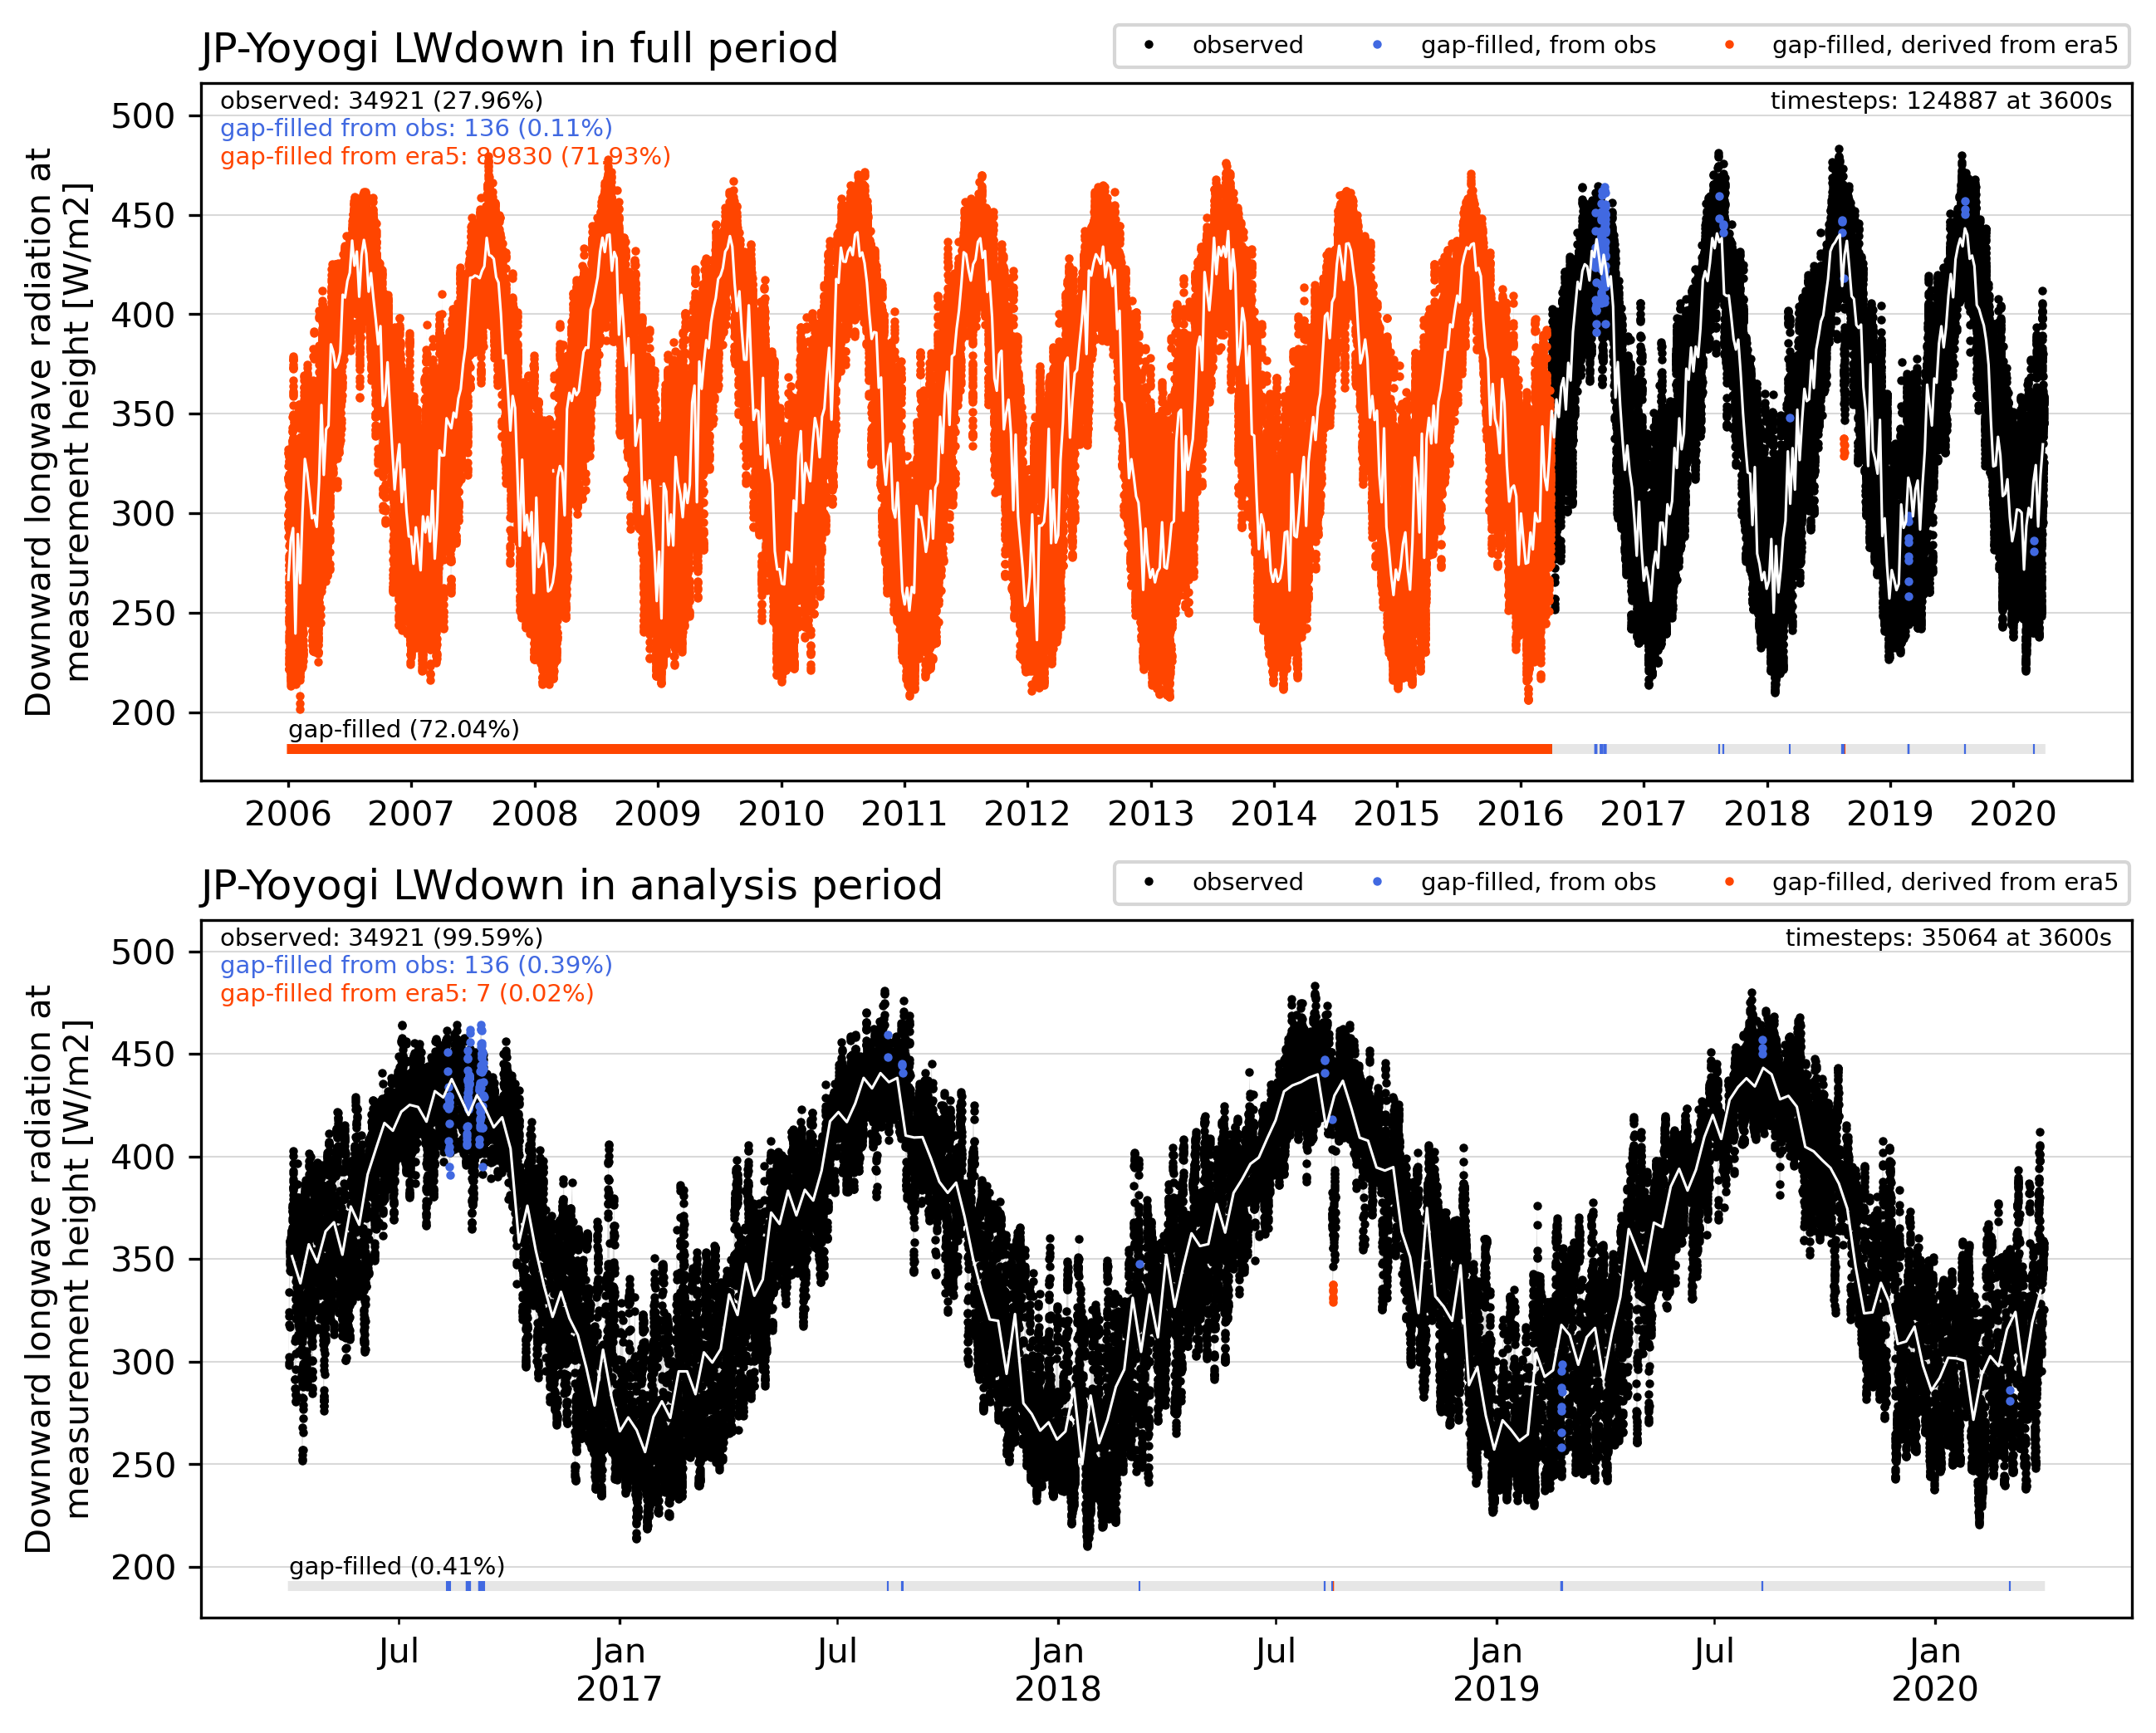 JP-Yoyogi LWdown in full period
observed gap-filled, from obs gap-filled, derived from era5
observed: 34921 (27.96%)
timesteps: 124887 at 3600s
gap-filled from obs: 136 (0.11%)
gap-filled from era5: 89830 (71.93%)
Downward longwave radiation at
measurement height [W/m2]
500
450
400
350
300
250
200
gap-filled (72.04%)
2006 2007 2008 2009 2010 2011 2012 2013 2014 2015 2016 2017 2018 2019 2020
JP-Yoyogi LWdown in analysis period
observed gap-filled, from obs gap-filled, derived from era5
observed: 34921 (99.59%)
timesteps: 35064 at 3600s
gap-filled from obs: 136 (0.39%)
gap-filled from era5: 7 (0.02%)
Downward longwave radiation at
measurement height [W/m2]
500
450
400
350
300
250
200
gap-filled (0.41%)
Jul Jan Jul Jan Jul Jan Jul Jan
2017 2018 2019 2020